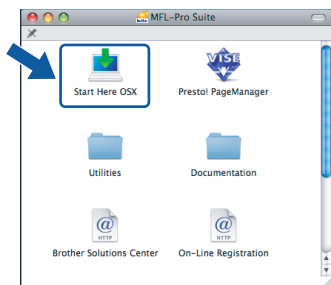 MFL-Pro Suite
VISE
Start Here OSX
Presto! PageManager
Utilities
Documentation
@
HTTP
@
HTTP
Brother Solutions Center
On-Line Registration